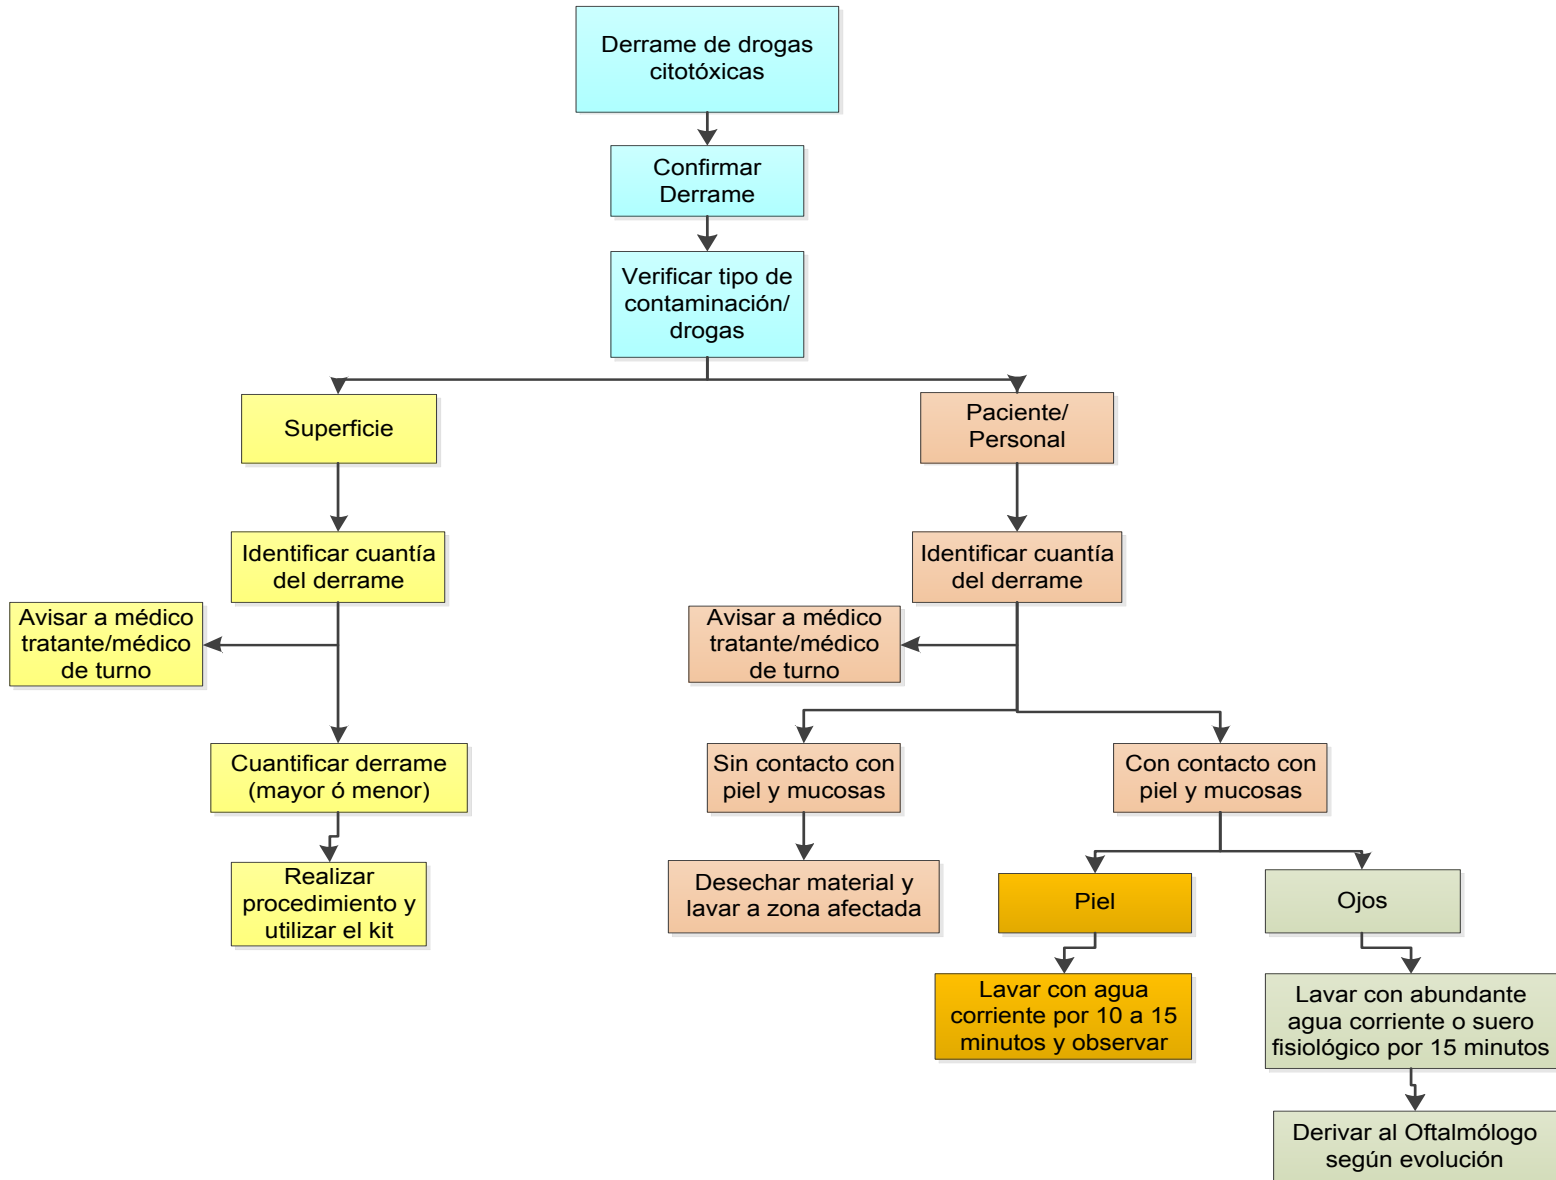 Derrame de drogas
citotóxicas
Confirmar
Derrame
Verificar tipo de
contaminación/
drogas
Superficie
Paciente/
Personal
Identificar cuantía
del derrame
Identificar cuantía
del derrame
Avisar a médico
tratante/médico
de turno
Avisar a médico
tratante/médico
de turno
Cuantificar derrame
(mayor ó menor)
Sin contacto con
piel y mucosas
Con contacto con
piel y mucosas
Realizar
procedimiento y
utilizar el kit
Desechar material y
lavar a zona afectada
Piel
Ojos
Lavar con agua
corriente por 10 a 15
minutos y observar
Lavar con abundante
agua corriente o suero
fisiológico por 15 minutos
Derivar al Oftalmólogo
según evolución